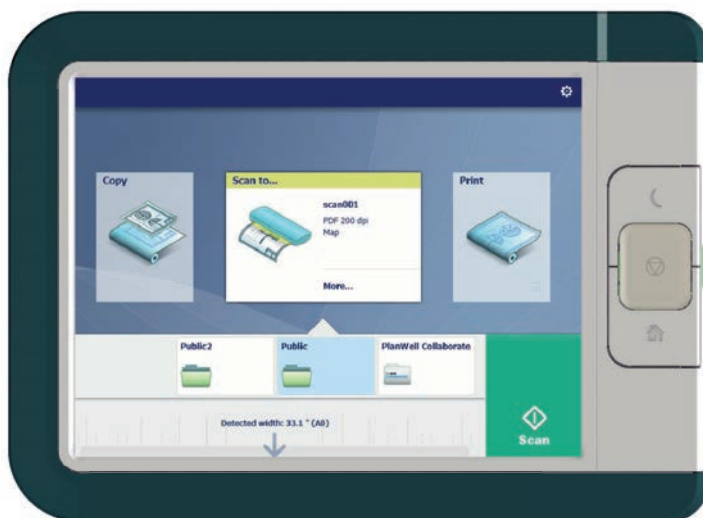 Copy
Scan to...
scan001
PDF 200 dpi
Map
More...
Print
Public2
Public
PlanWell Collaborate
Detected width: 33.1 " (A0)
Scan